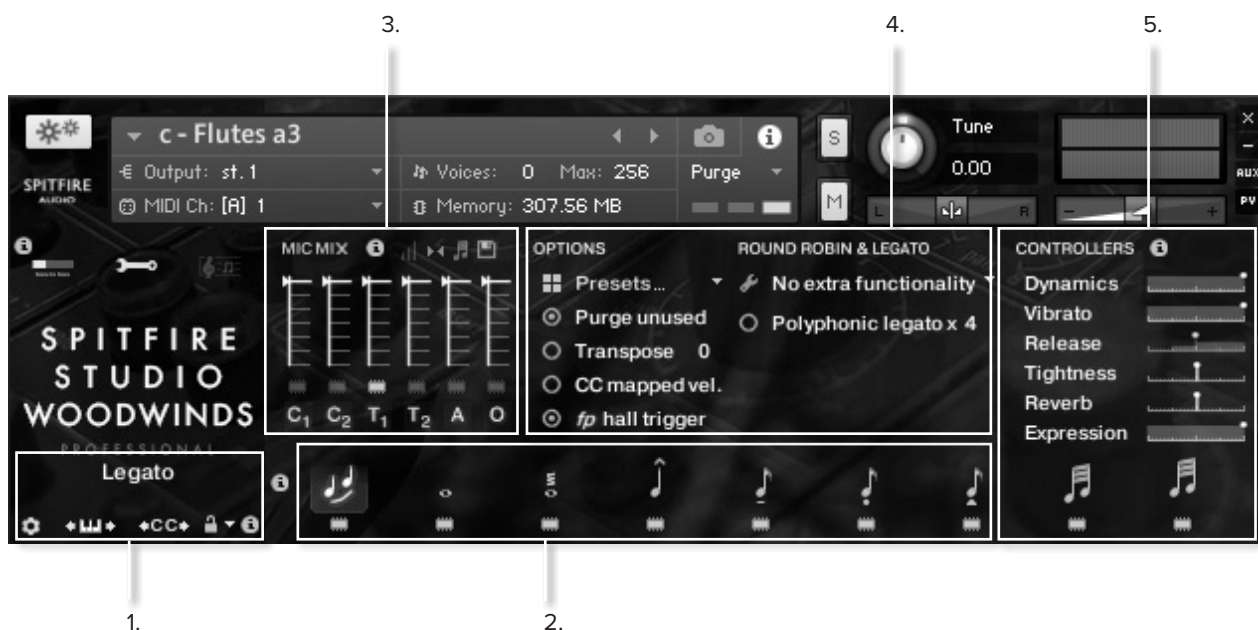 3.
4.
5.
c - Flutes a3
i
S
Tune
0.00
×
-
AUX
PV
SPITFIRE
AUDIO
Output: st. 1
Voices: 0 Max: 256
Purge
MIDI Ch: [A] 1
Memory: 307.56 MB
M
L
R
-
+
i
MIC MIX i
OPTIONS
ROUND ROBIN & LEGATO
CONTROLLERS i
Presets...
No extra functionality
Purge unused
Polyphonic legato x 4
Transpose 0
CC mapped vel.
fp hall trigger
C₁ C₂ T₁ T₂ A O
Dynamics
Vibrato
Release
Tightness
Reverb
Expression
SPITFIRE
STUDIO
WOODWINDS
PROFESSIONAL
Legato
CC
i
i
1.
2.